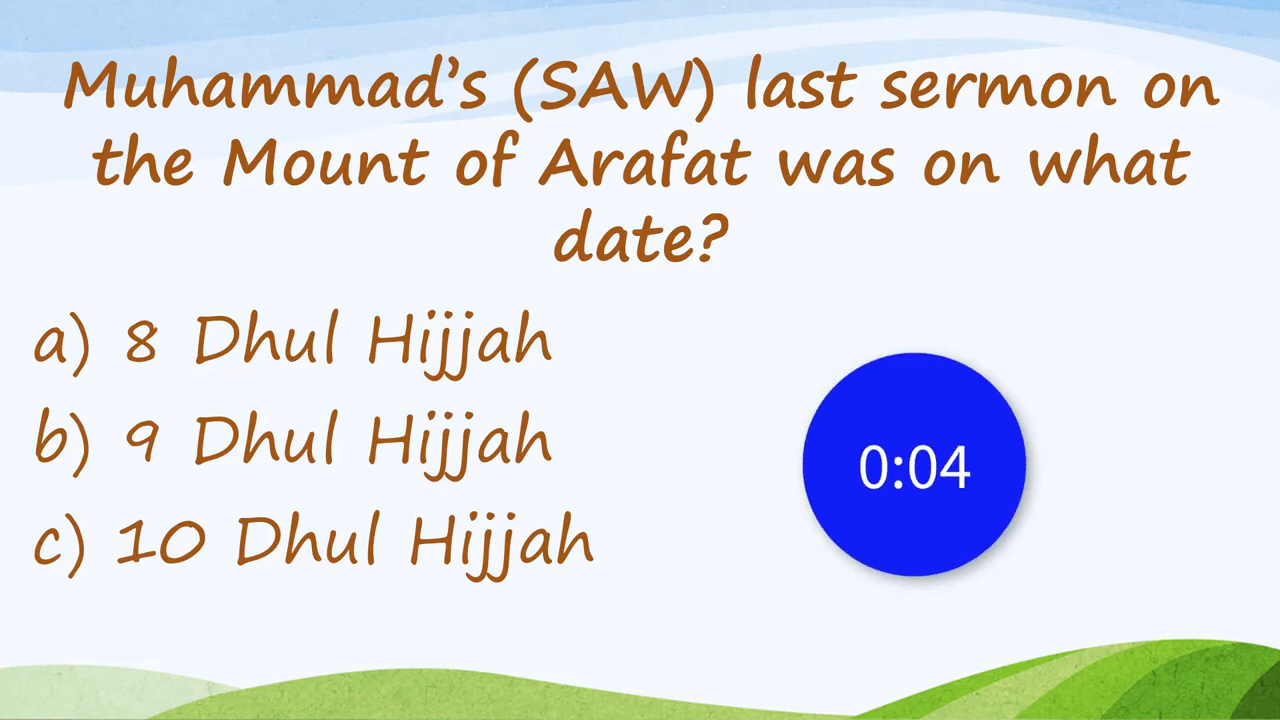 Muhammad’s (SAW) last sermon on
the Mount of Arafat was on what
date?
a) 8 Dhul Hijjah
b) 9 Dhul Hijjah
c) 10 Dhul Hijjah
0:04